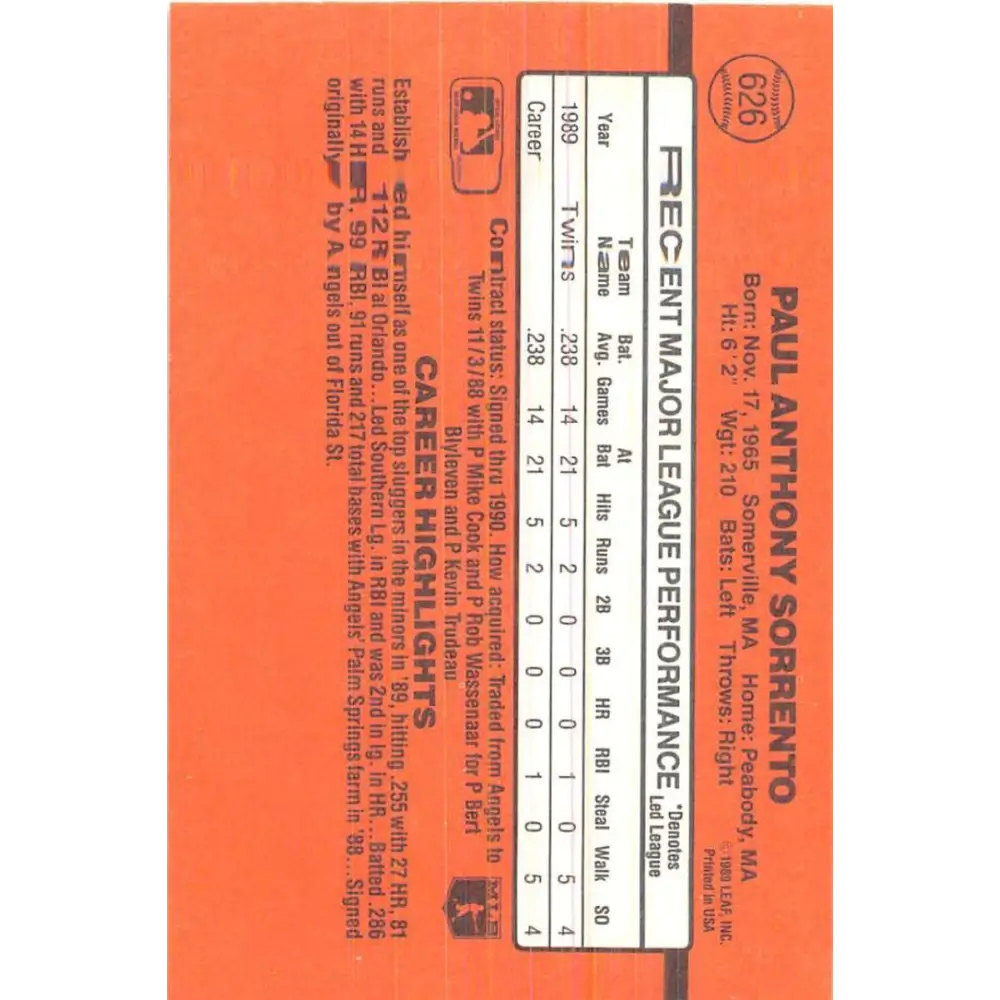 626
PAUL ANTHONY SORRENTO
Born: Nov. 17, 1965 Somerville, MA Home: Peabody, MA
Ht: 6'2" Wgt: 210 Bats: Left Throws: Right
© 1989 LEAF, INC.
Printed in USA
RECENT MAJOR LEAGUE PERFORMANCE
*Denotes
Led League
Year Team Name Bat. Avg. Games At Bat Hits Runs 2B 3B HR RBI Steal Walk SO
1989 Twins .238 14 21 5 2 0 0 0 1 0 5 4
Career .238 14 21 5 2 0 0 0 1 0 5 4
Contract status: Signed thru 1990. How acquired: Traded from Angels to
Twins 11/3/88 with P Mike Cook and P Rob Wassenaar for P Bert
Blyleven and P Kevin Trudeau
MLB
CAREER HIGHLIGHTS
Established himself as one of the top sluggers in the minors in '89, hitting .255 with 27 HR, 81
runs and 112 RBI at Orlando...Led Southern Lg. in RBI and was 2nd in lg. in HR...Batted .286
with 14 HR, 99 RBI, 91 runs and 217 total bases with Angels' Palm Springs farm in '88...Signed
originally by Angels out of Florida St.